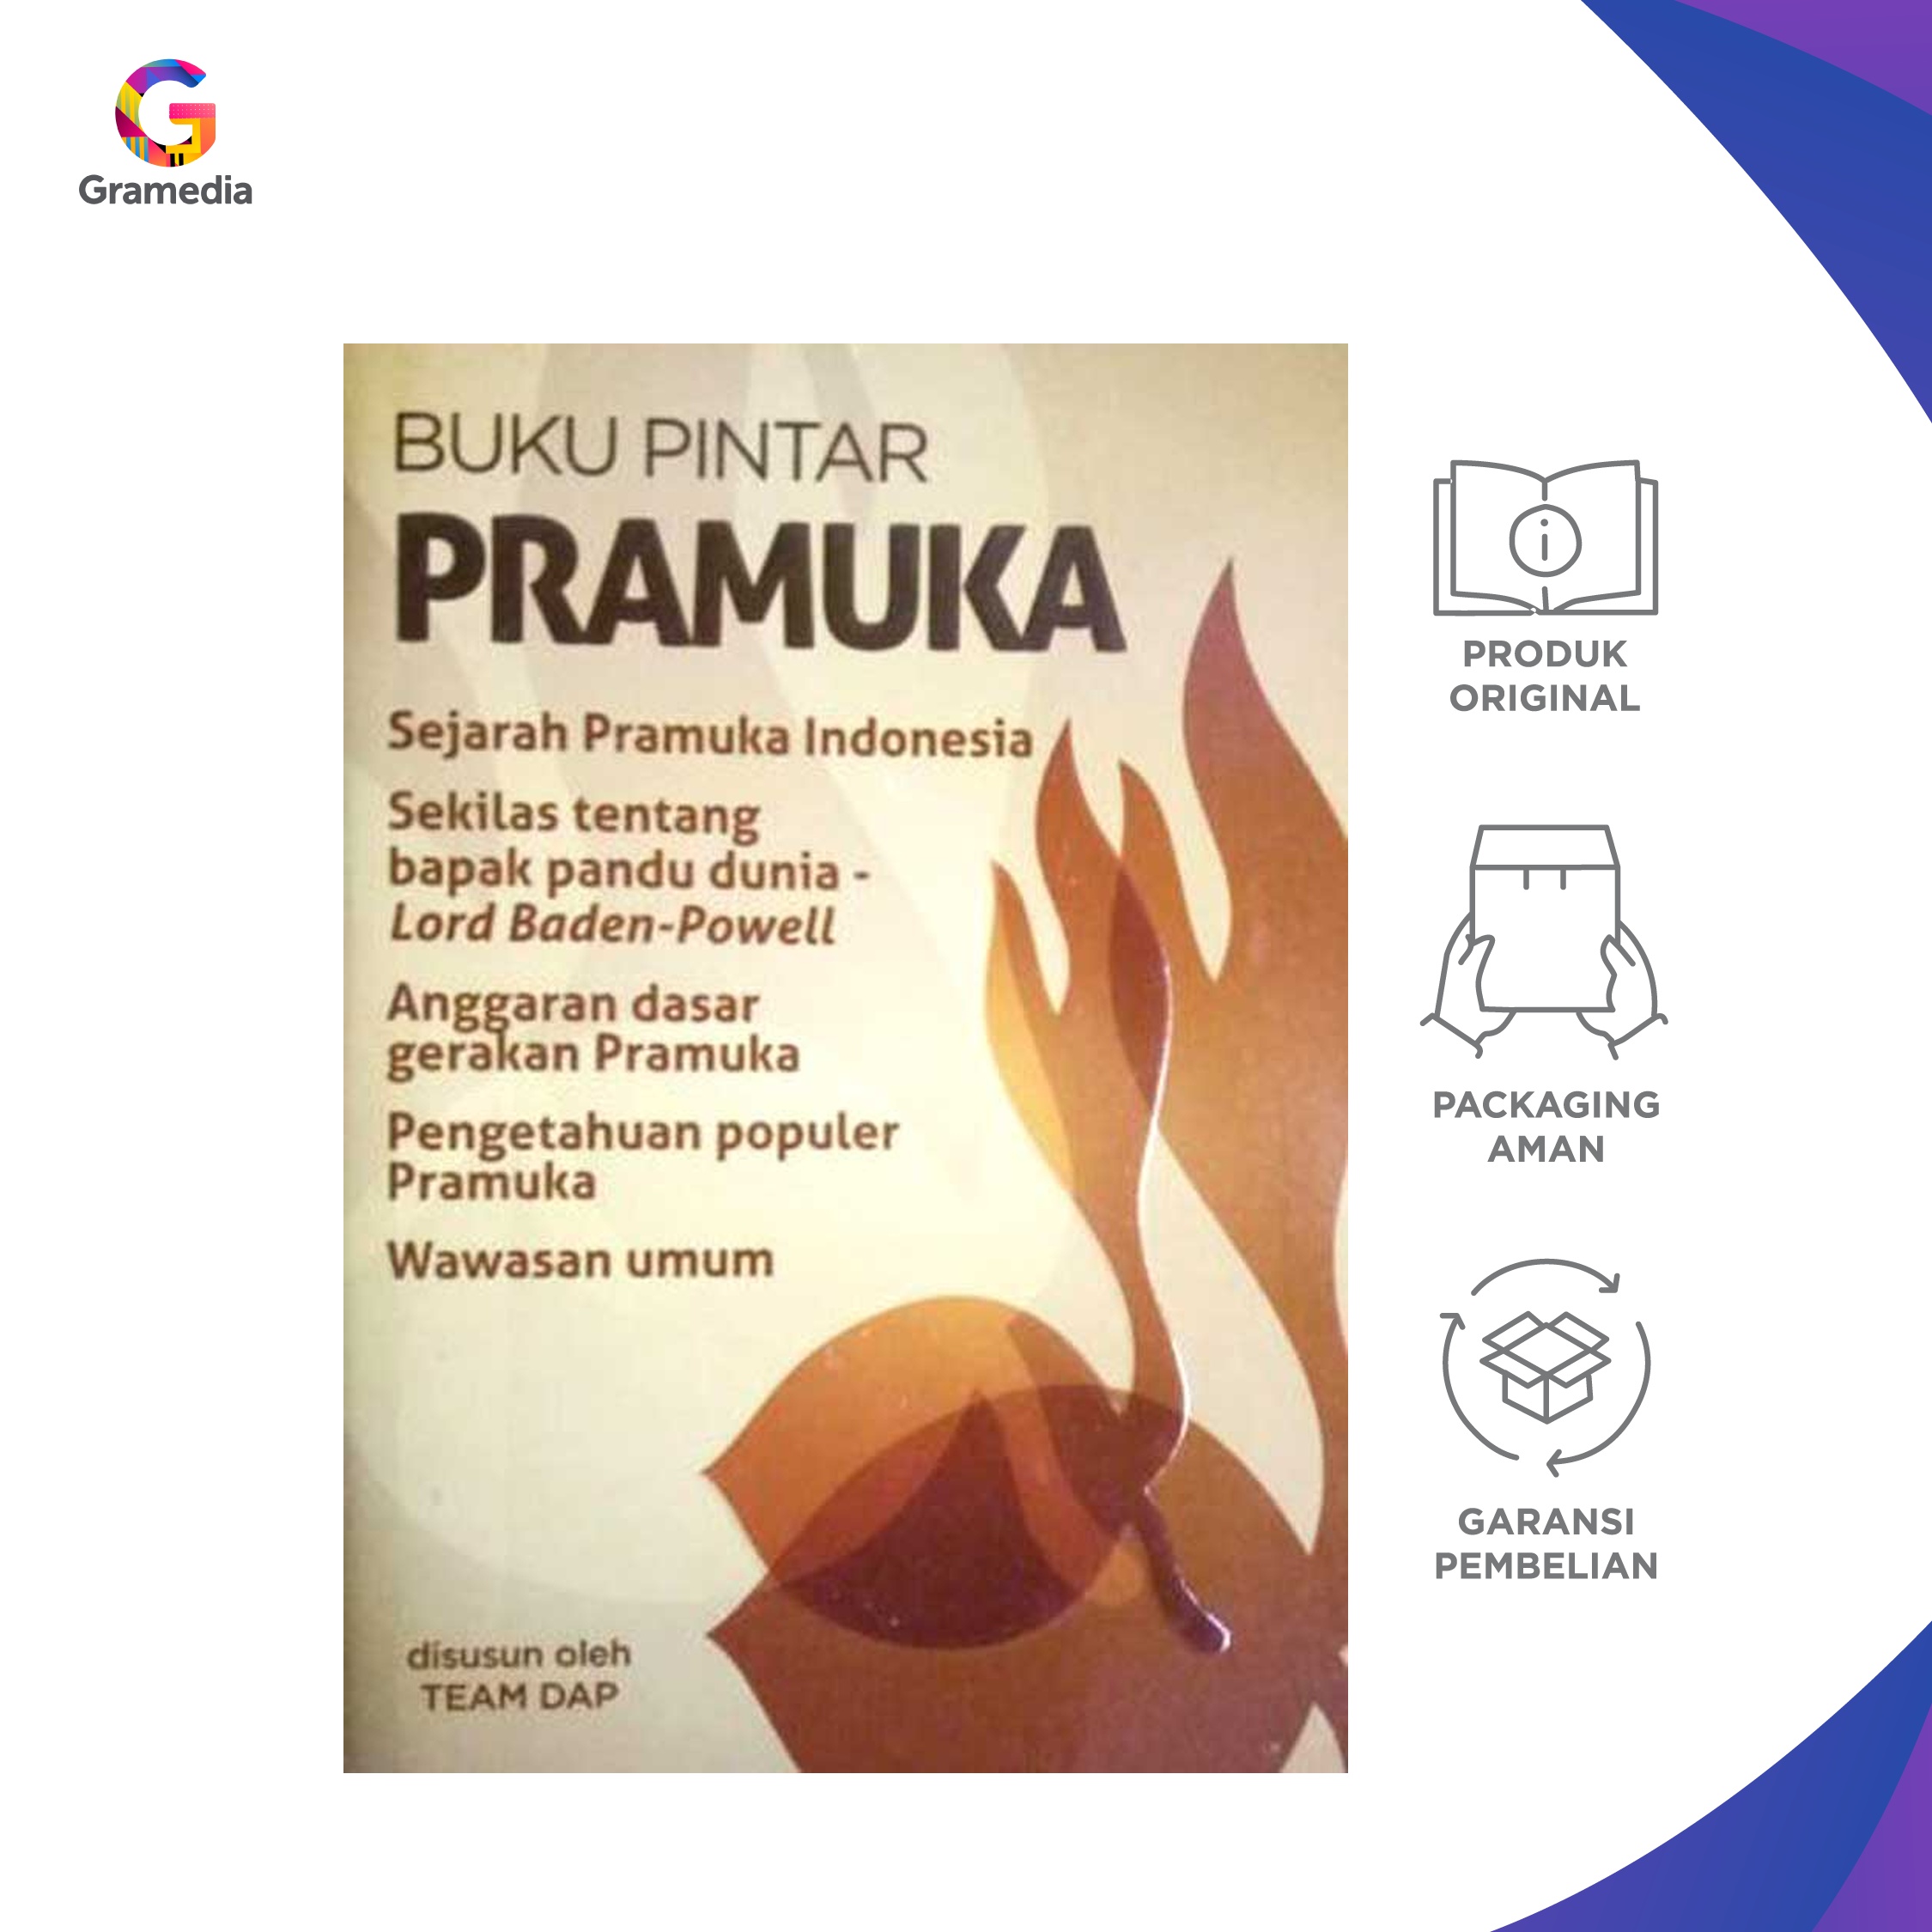 Gramedia
BUKU PINTAR
PRAMUKA
Sejarah Pramuka Indonesia
Sekilas tentang
bapak pandu dunia -
Lord Baden-Powell
Anggaran dasar
gerakan Pramuka
Pengetahuan populer
Pramuka
Wawasan umum
disusun oleh
TEAM DAP
PRODUK
ORIGINAL
PACKAGING
AMAN
GARANSI
PEMBELIAN